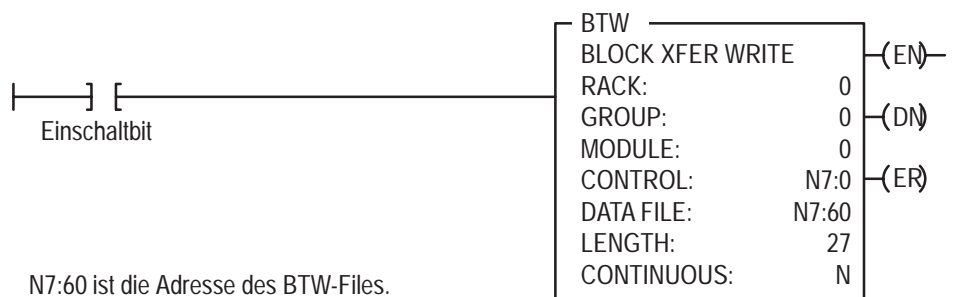 BTW
BLOCK XFER WRITE
(EN)
RACK: 0
GROUP: 0
(DN)
MODULE: 0
CONTROL: N7:0
(ER)
DATA FILE: N7:60
LENGTH: 27
CONTINUOUS: N
Einschaltbit
N7:60 ist die Adresse des BTW-Files.